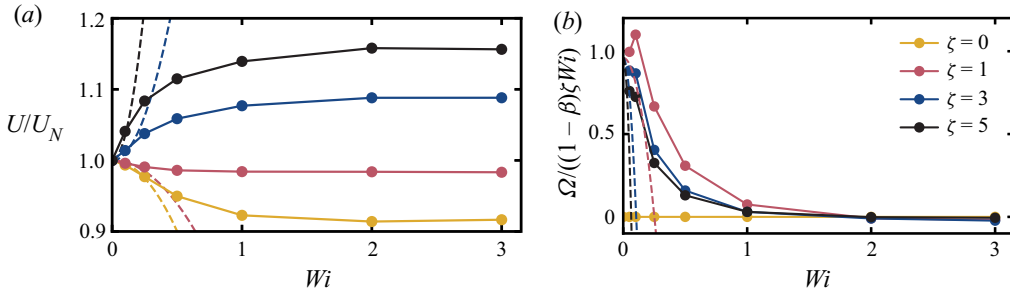 (a)
1.2
1.1
1.0
0.9
U/U_N
0 1 2 3
Wi
(b)
1.0
0.5
0
Ω/((1 − β)ζWi)
0 1 2 3
Wi
ζ = 0
ζ = 1
ζ = 3
ζ = 5